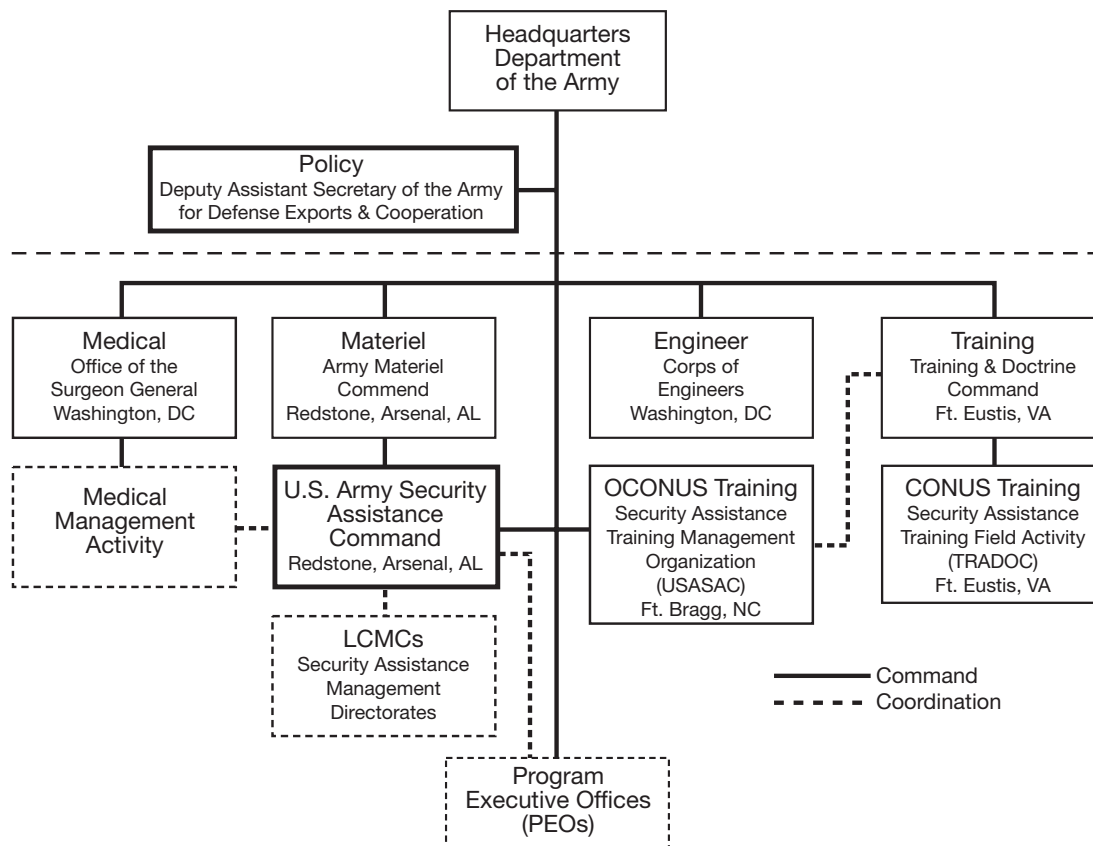 Headquarters
Department
of the Army
Policy
Deputy Assistant Secretary of the Army
for Defense Exports & Cooperation
Medical
Office of the
Surgeon General
Washington, DC
Materiel
Army Materiel
Commend
Redstone, Arsenal, AL
Engineer
Corps of
Engineers
Washington, DC
Training
Training & Doctrine
Command
Ft. Eustis, VA
Medical
Management
Activity
U.S. Army Security
Assistance
Command
Redstone, Arsenal, AL
OCONUS Training
Security Assistance
Training Management
Organization
(USASAC)
Ft. Bragg, NC
CONUS Training
Security Assistance
Training Field Activity
(TRADOC)
Ft. Eustis, VA
LCMCs
Security Assistance
Management
Directorates
Command
Coordination
Program
Executive Offices
(PEOs)